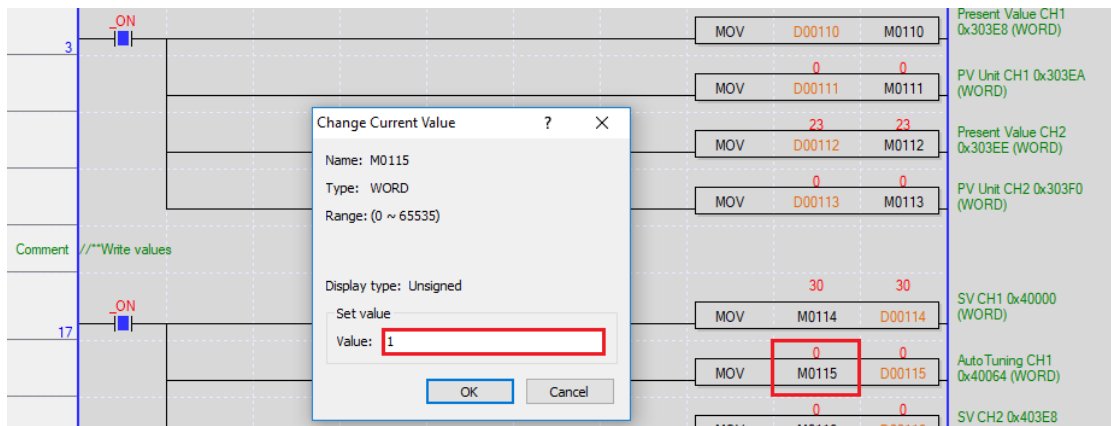 Present Value CH1
_ON
MOV D00110 M0110
0x303E8 (WORD)
3
0 0
PV Unit CH1 0x303EA
MOV D00111 M0111
(WORD)
Change Current Value ? X
23 23
Present Value CH2
Name: M0115
MOV D00112 M0112
0x303EE (WORD)
Type: WORD
0 0
PV Unit CH2 0x303F0
Range: (0 ~ 65535)
MOV D00113 M0113
(WORD)
Comment //**Write values
Display type: Unsigned
30 30
SV CH1 0x40000
_ON
Set value
MOV M0114 D00114
(WORD)
17
Value: 1
0 0
AutoTuning CH1
MOV M0115 D00115
0x40064 (WORD)
OK Cancel
0 0
SV CH2 0x403E8